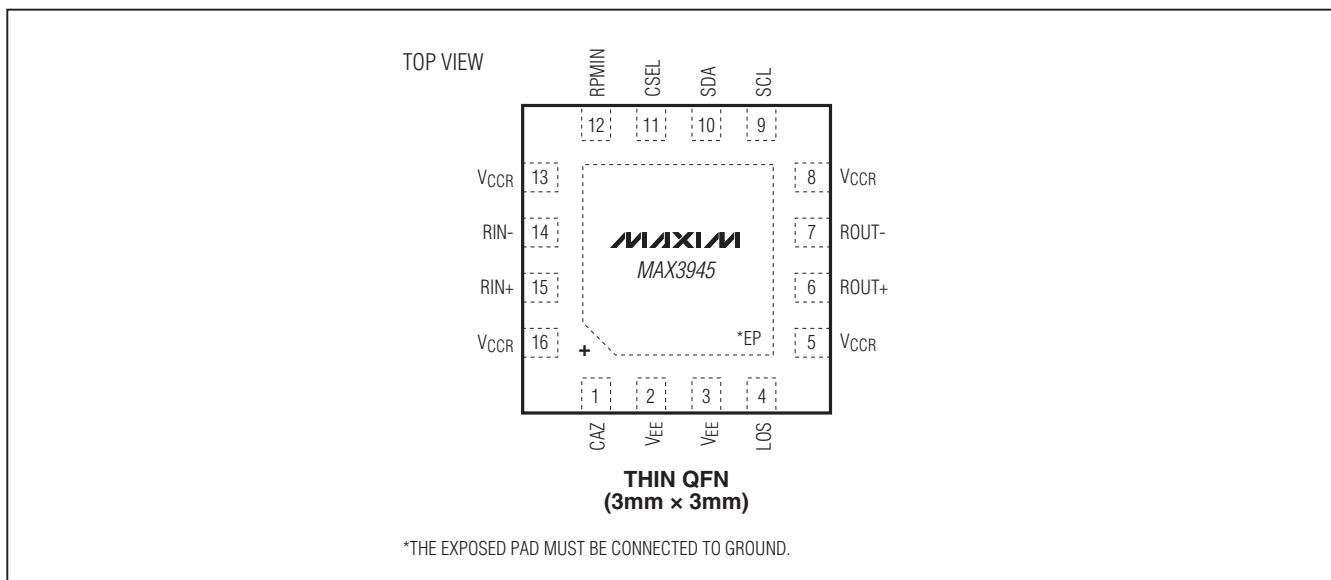 TOP VIEW
RPMIN
CSEL
SDA
SCL
12 11 10 9
VCCR 13
RIN- 14
RIN+ 15
VCCR 16
8 VCCR
7 ROUT-
6 ROUT+
5 VCCR
MAXIM
MAX3945
*EP
+
1 2 3 4
CAZ
VEE
VEE
LOS
THIN QFN
(3mm × 3mm)
*THE EXPOSED PAD MUST BE CONNECTED TO GROUND.